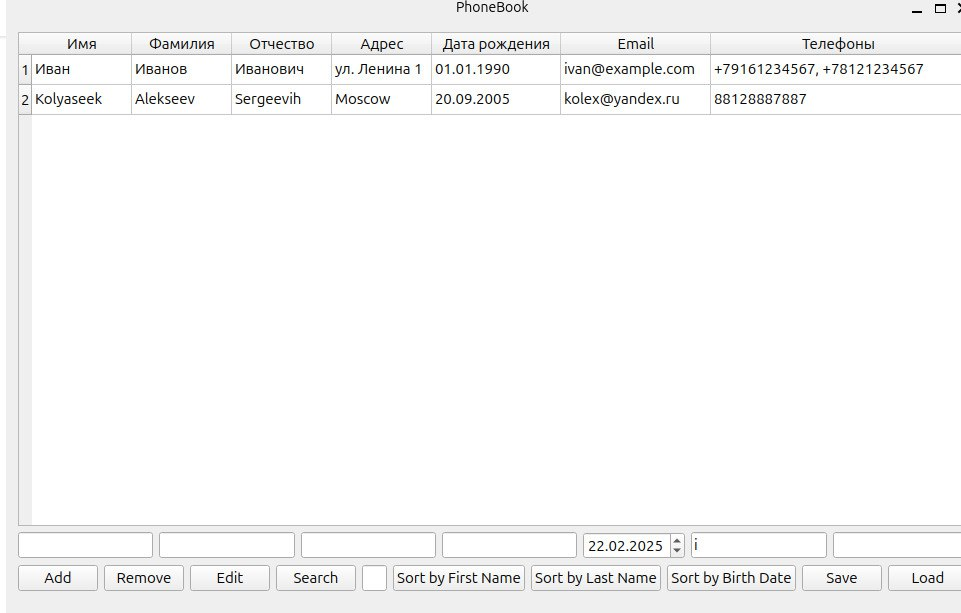 PhoneBook
Имя Фамилия Отчество Адрес Дата рождения Email Телефоны
1 Иван Иванов Иванович ул. Ленина 1 01.01.1990 ivan@example.com +79161234567, +78121234567
2 Kolyaseek Alekseev Sergeevih Moscow 20.09.2005 kolex@yandex.ru 88128887887
22.02.2025 i
Add Remove Edit Search Sort by First Name Sort by Last Name Sort by Birth Date Save Load